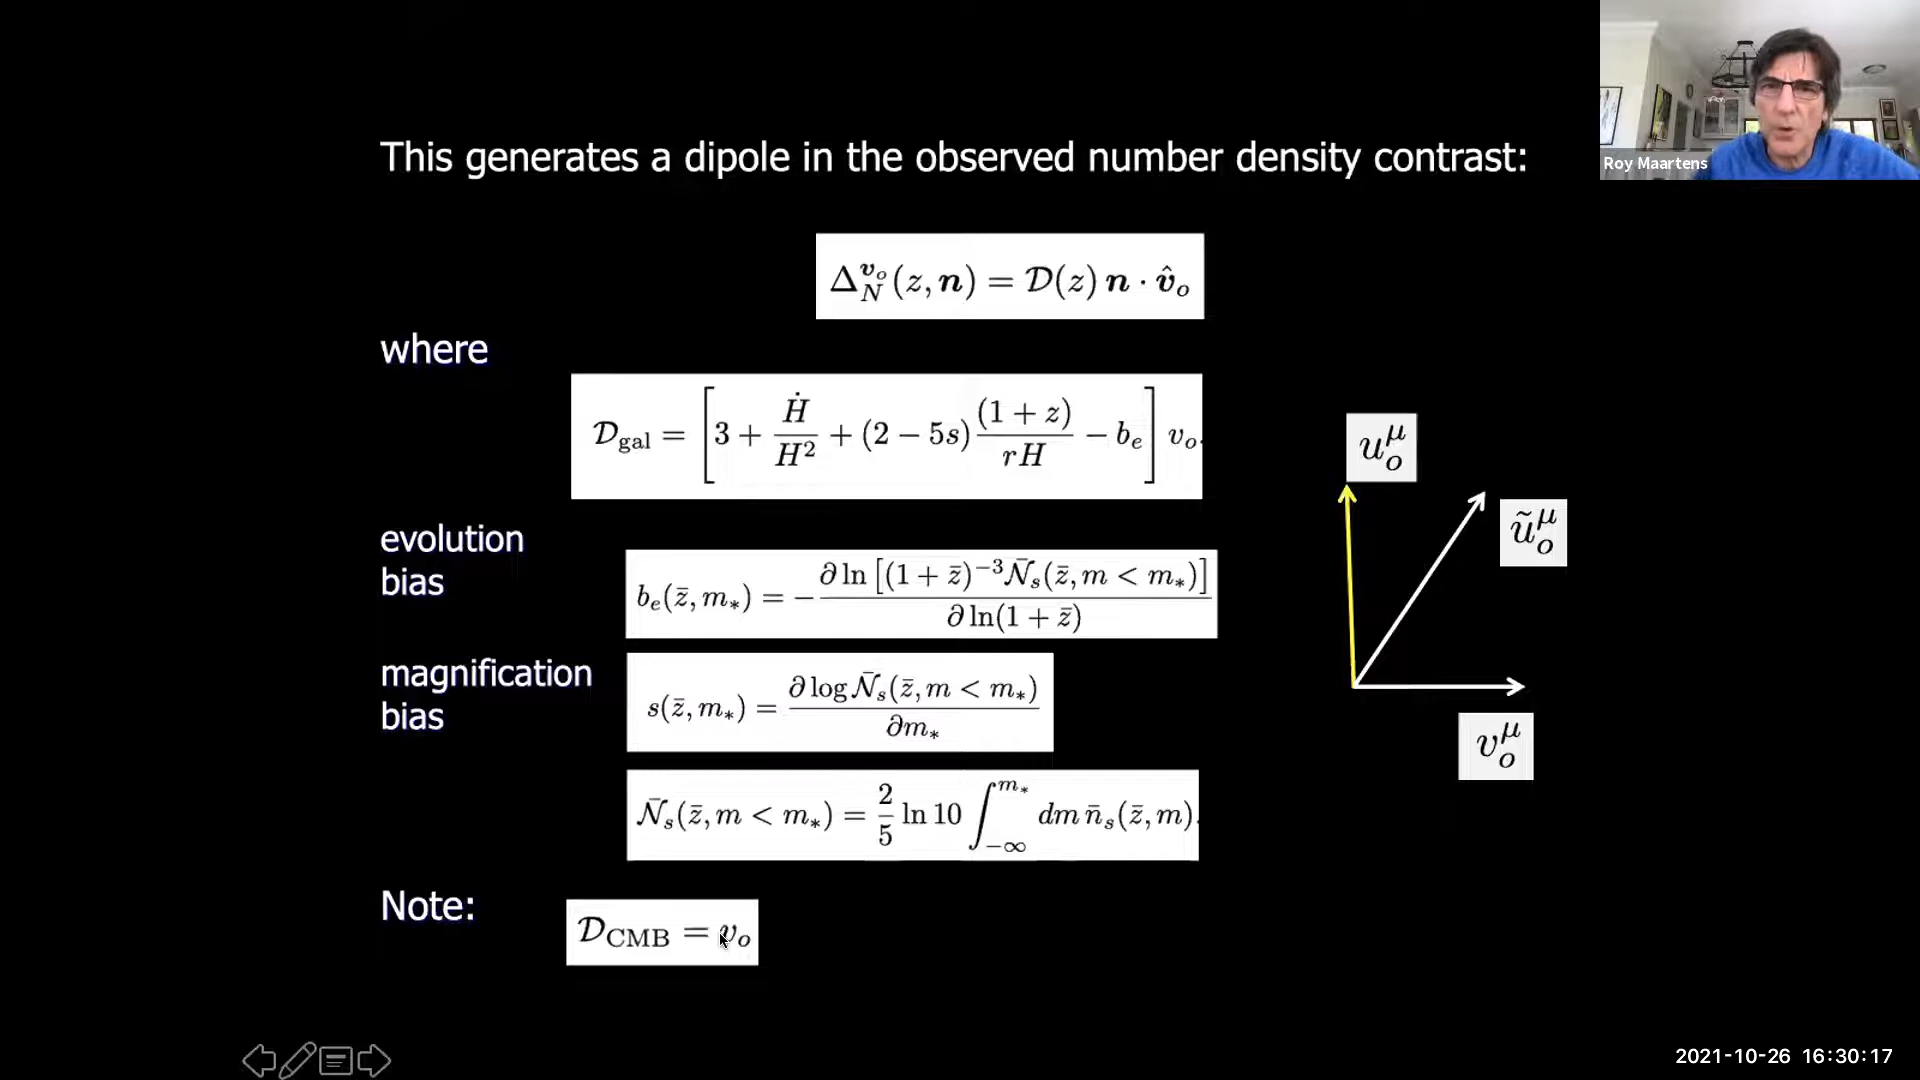 This generates a dipole in the observed number density contrast:
Roy Maartens
Δ_N^{v_o}(z, n) = 𝒟(z) n · v̂_o
where
𝒟_gal = [3 + Ḣ/H² + (2 − 5s) (1 + z)/(rH) − b_e] v_o.
evolution
bias
b_e(z̄, m_*) = − ∂ ln [(1 + z̄)^{−3} 𝒩̄_s(z̄, m < m_*)] / ∂ ln(1 + z̄)
magnification
bias
s(z̄, m_*) = ∂ log 𝒩̄_s(z̄, m < m_*) / ∂m_*
𝒩̄_s(z̄, m < m_*) = 2/5 ln 10 ∫_{−∞}^{m_*} dm n̄_s(z̄, m).
Note:
𝒟_CMB = v_o
u_o^μ
ũ_o^μ
v_o^μ
2021-10-26 16:30:17